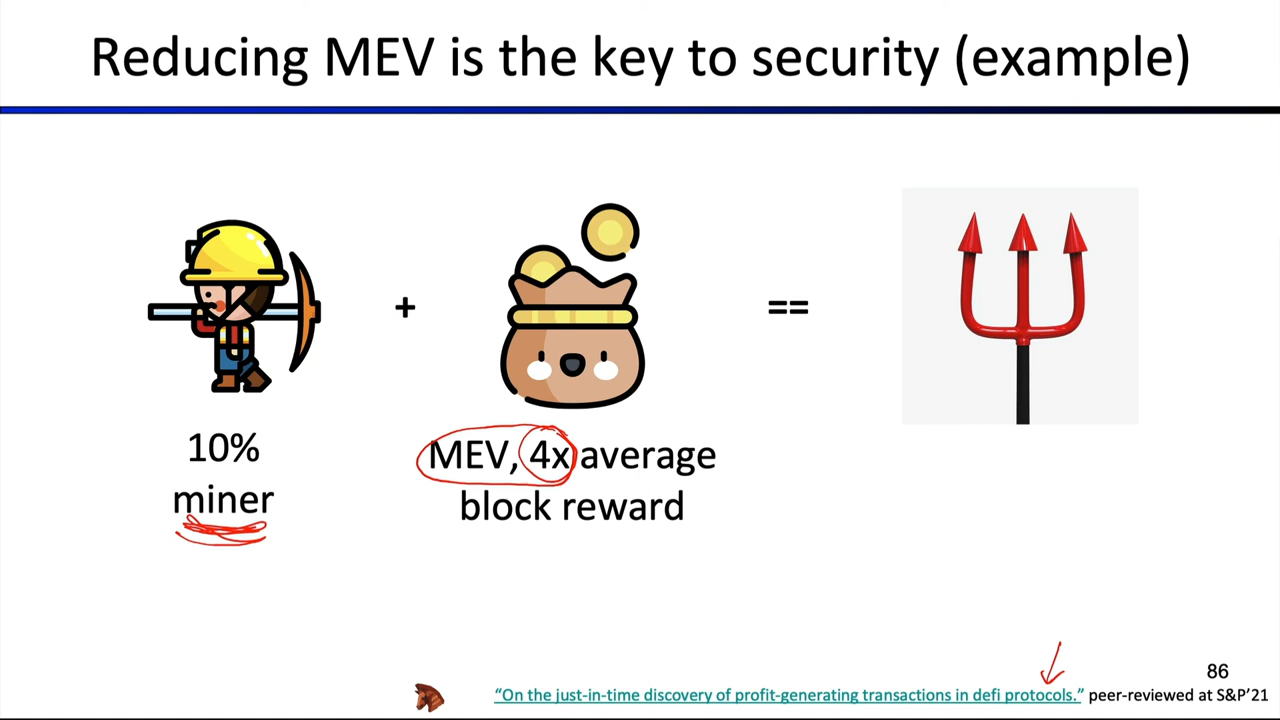 Reducing MEV is the key to security (example)
+
==
10%
miner
MEV, 4x average
block reward
86
“On the just-in-time discovery of profit-generating transactions in defi protocols.” peer-reviewed at S&P’21